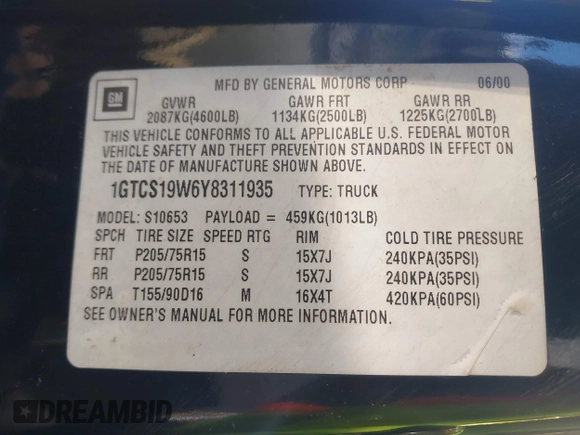 GM
MFD BY GENERAL MOTORS CORP 06/00
GVWR GAWR FRT GAWR RR
2087KG(4600LB) 1134KG(2500LB) 1225KG(2700LB)
THIS VEHICLE CONFORMS TO ALL APPLICABLE U.S. FEDERAL MOTOR
VEHICLE SAFETY AND THEFT PREVENTION STANDARDS IN EFFECT ON
THE DATE OF MANUFACTURE SHOWN ABOVE.
1GTCS19W6Y8311935 TYPE: TRUCK
MODEL: S10653 PAYLOAD = 459KG(1013LB)
SPCH TIRE SIZE SPEED RTG RIM COLD TIRE PRESSURE
FRT P205/75R15 S 15X7J 240KPA(35PSI)
RR P205/75R15 S 15X7J 240KPA(35PSI)
SPA T155/90D16 M 16X4T 420KPA(60PSI)
SEE OWNER'S MANUAL FOR MORE INFORMATION.
DREAMBID